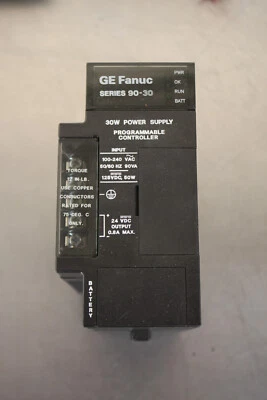 GE Fanuc
SERIES 90-30
PWR
OK
RUN
BATT
30W POWER SUPPLY
PROGRAMMABLE
CONTROLLER
INPUT
100-240 VAC
50/60 HZ 90VA
125VDC, 50W
24 VDC
OUTPUT
0.8A MAX.
TORQUE
12 IN-LB.
USE COPPER
CONDUCTORS
RATED FOR
75 DEG. C
ONLY.
BATTERY